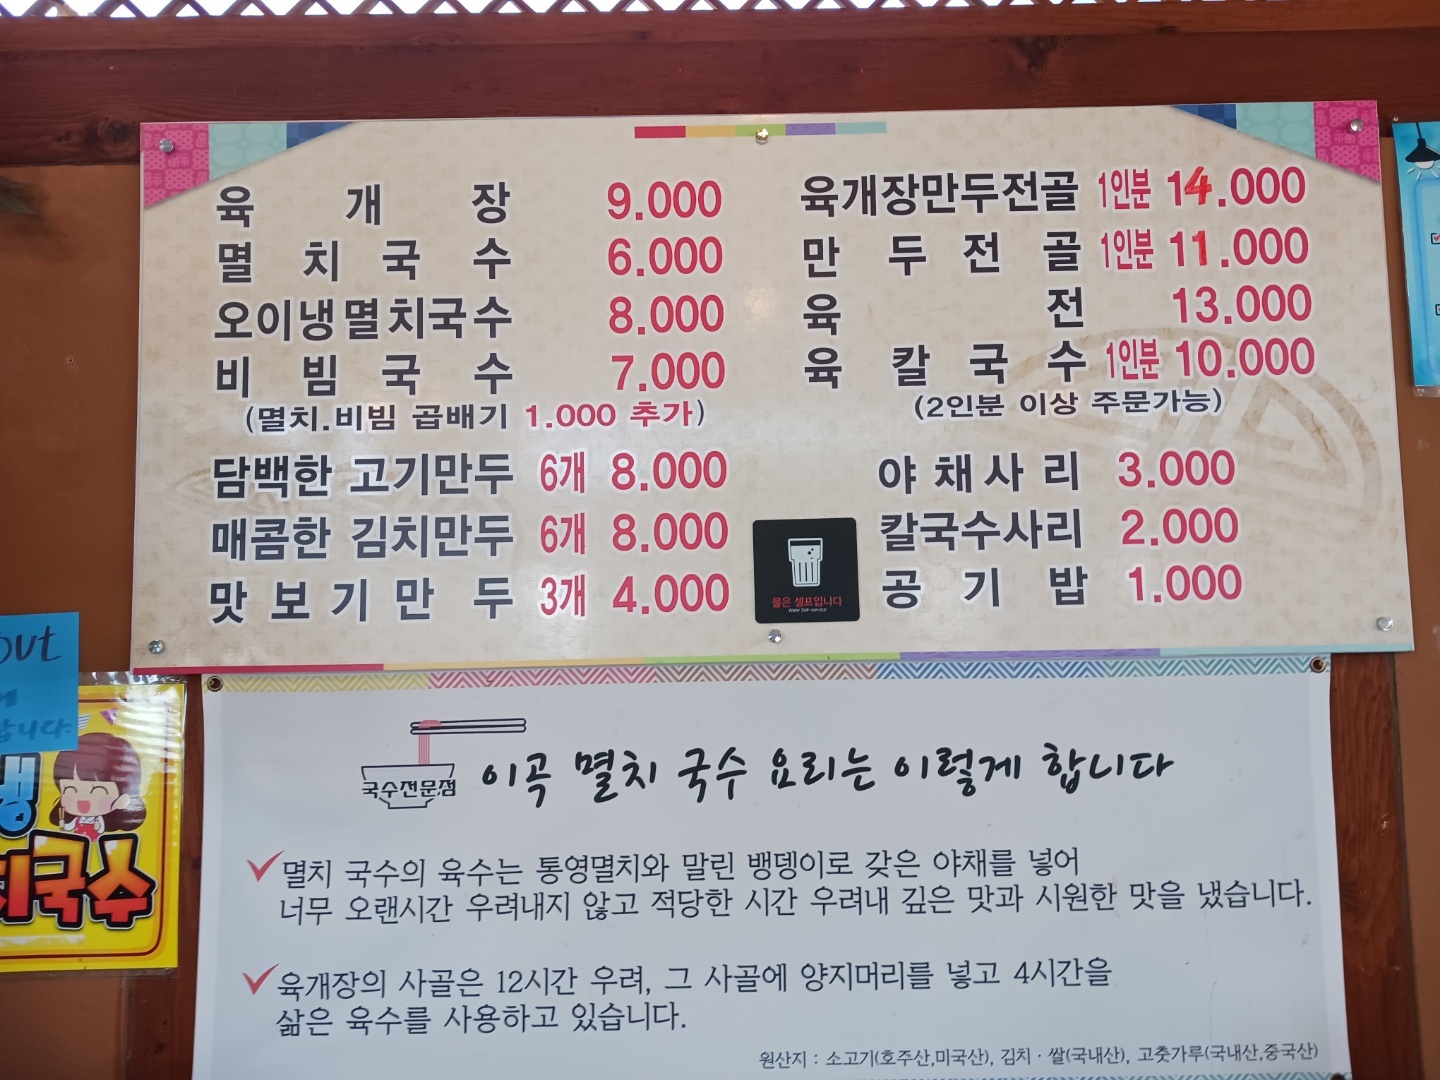 육개장 9.000
멸치국수 6.000
오이냉멸치국수 8.000
비빔국수 7.000
(멸치.비빔 곱배기 1.000 추가)
담백한 고기만두 6개 8.000
매콤한 김치만두 6개 8.000
맛보기만두 3개 4.000
육개장만두전골 1인분 14.000
만두전골 1인분 11.000
육전 13.000
육칼국수 1인분 10.000
(2인분 이상 주문가능)
야채사리 3.000
칼국수사리 2.000
공기밥 1.000
물은 셀프입니다
Water Self-service
국수전문점
이곡 멸치 국수 요리는 이렇게 합니다
멸치 국수의 육수는 통영멸치와 말린 뱅뎅이로 갖은 야채를 넣어
너무 오랜시간 우려내지 않고 적당한 시간 우려내 깊은 맛과 시원한 맛을 냈습니다.
육개장의 사골은 12시간 우려, 그 사골에 양지머리를 넣고 4시간을
삶은 육수를 사용하고 있습니다.
원산지 : 소고기(호주산,미국산), 김치 · 쌀(국내산), 고춧가루(국내산,중국산)
out
냉
치국수